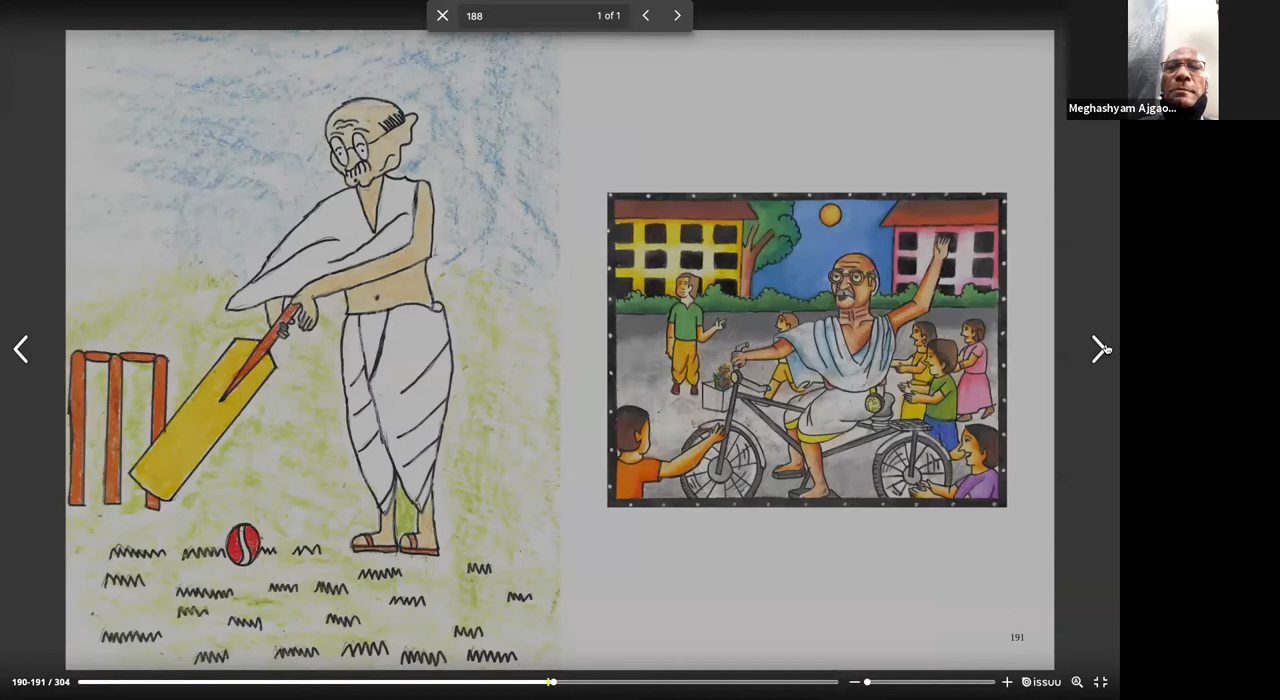 188
1 of 1
Meghashyam Ajgao...
191
190-191 / 304
issuu